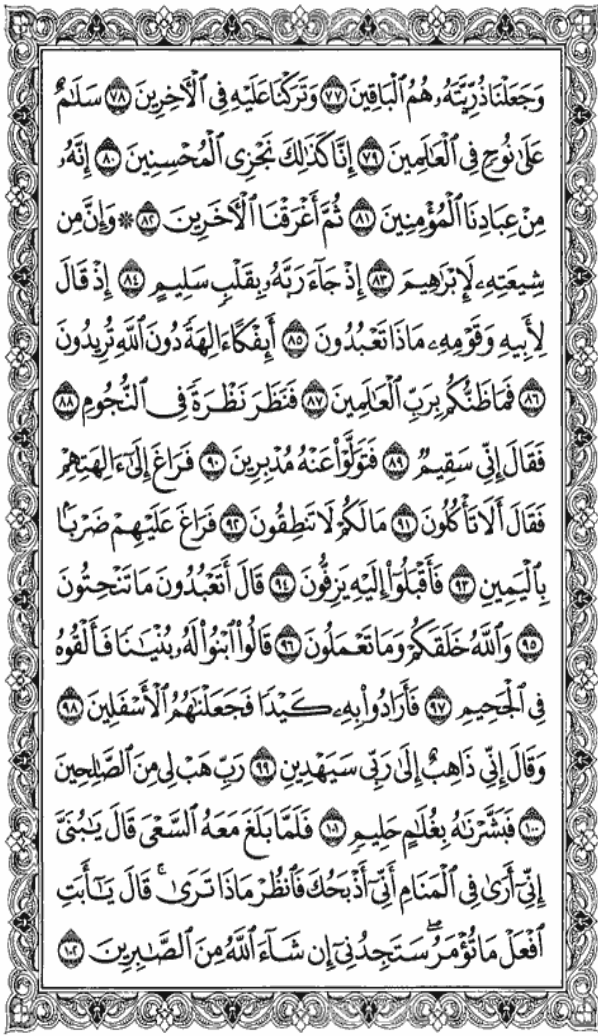 وَجَعَلْنَا ذُرِّيَّتَهُۥ هُمُ ٱلْبَاقِينَ ٧٧ وَتَرَكْنَا عَلَيْهِ فِى ٱلْأَخِرِينَ ٧٨ سَلَٰمٌ
عَلَىٰ نُوحٍ فِى ٱلْعَٰلَمِينَ ٧٩ إِنَّا كَذَٰلِكَ نَجْزِى ٱلْمُحْسِنِينَ ٨٠ إِنَّهُۥ
مِنْ عِبَادِنَا ٱلْمُؤْمِنِينَ ٨١ ثُمَّ أَغْرَقْنَا ٱلْأَخَرِينَ ٨٢ ۞ وَإِنَّ مِن
شِيعَتِهِۦ لَإِبْرَٰهِيمَ ٨٣ إِذْ جَآءَ رَبَّهُۥ بِقَلْبٍ سَلِيمٍ ٨٤ إِذْ قَالَ
لِأَبِيهِ وَقَوْمِهِۦ مَاذَا تَعْبُدُونَ ٨٥ أَئِفْكًا ءَالِهَةً دُونَ ٱللَّهِ تُرِيدُونَ
٨٦ فَمَا ظَنُّكُم بِرَبِّ ٱلْعَٰلَمِينَ ٨٧ فَنَظَرَ نَظْرَةً فِى ٱلنُّجُومِ ٨٨
فَقَالَ إِنِّى سَقِيمٌ ٨٩ فَتَوَلَّوْا۟ عَنْهُ مُدْبِرِينَ ٩٠ فَرَاغَ إِلَىٰٓ ءَالِهَتِهِمْ
فَقَالَ أَلَا تَأْكُلُونَ ٩١ مَا لَكُمْ لَا تَنطِقُونَ ٩٢ فَرَاغَ عَلَيْهِمْ ضَرْبًۢا
بِٱلْيَمِينِ ٩٣ فَأَقْبَلُوٓا۟ إِلَيْهِ يَزِفُّونَ ٩٤ قَالَ أَتَعْبُدُونَ مَا تَنْحِتُونَ
٩٥ وَٱللَّهُ خَلَقَكُمْ وَمَا تَعْمَلُونَ ٩٦ قَالُوا۟ ٱبْنُوا۟ لَهُۥ بُنْيَٰنًا فَأَلْقُوهُ
فِى ٱلْجَحِيمِ ٩٧ فَأَرَادُوا۟ بِهِۦ كَيْدًا فَجَعَلْنَٰهُمُ ٱلْأَسْفَلِينَ ٩٨
وَقَالَ إِنِّى ذَاهِبٌ إِلَىٰ رَبِّى سَيَهْدِينِ ٩٩ رَبِّ هَبْ لِى مِنَ ٱلصَّٰلِحِينَ
١٠٠ فَبَشَّرْنَٰهُ بِغُلَٰمٍ حَلِيمٍ ١٠١ فَلَمَّا بَلَغَ مَعَهُ ٱلسَّعْىَ قَالَ يَٰبُنَىَّ
إِنِّىٓ أَرَىٰ فِى ٱلْمَنَامِ أَنِّىٓ أَذْبَحُكَ فَٱنظُرْ مَاذَا تَرَىٰ ۚ قَالَ يَٰٓأَبَتِ
ٱفْعَلْ مَا تُؤْمَرُ ۖ سَتَجِدُنِىٓ إِن شَآءَ ٱللَّهُ مِنَ ٱلصَّٰبِرِينَ ١٠٢